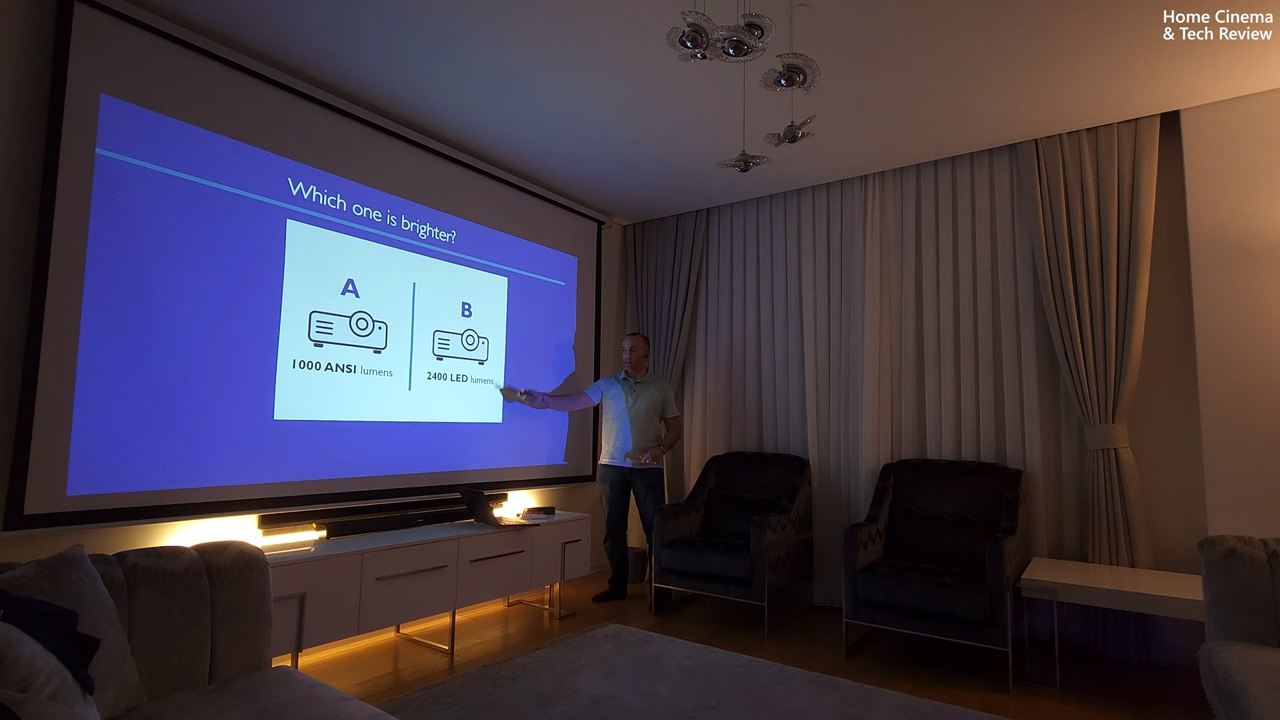 Home Cinema
& Tech Review
Which one is brighter?
A
B
1000 ANSI lumens
2400 LED lumens